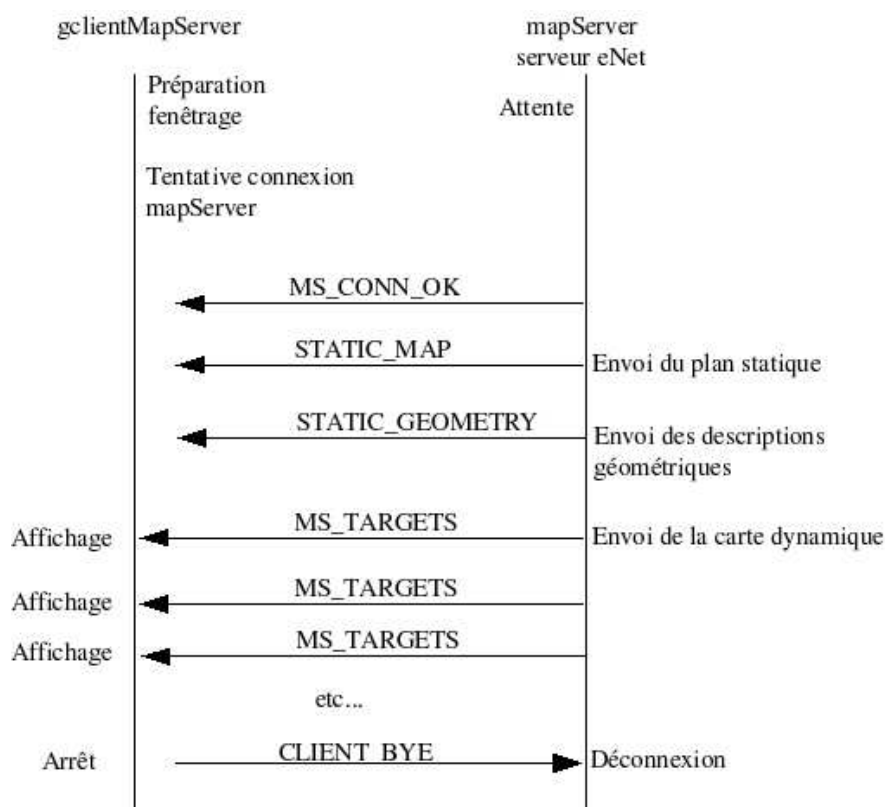 gclientMapServer
mapServer
serveur eNet
Préparation
fenêtrage
Attente
Tentative connexion
mapServer
MS_CONN_OK
STATIC_MAP
Envoi du plan statique
STATIC_GEOMETRY
Envoi des descriptions
géométriques
Affichage
MS_TARGETS
Envoi de la carte dynamique
Affichage
MS_TARGETS
Affichage
MS_TARGETS
etc...
Arrêt
CLIENT_BYE
Déconnexion